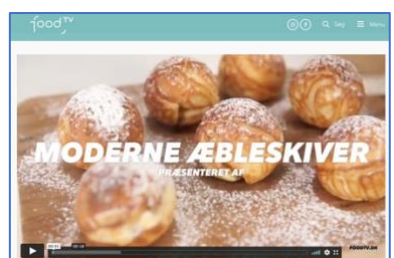 foodTV
Søg
Menu
MODERNE ÆBLESKIVER
PRÆSENTERET AF
FOODTV.DK